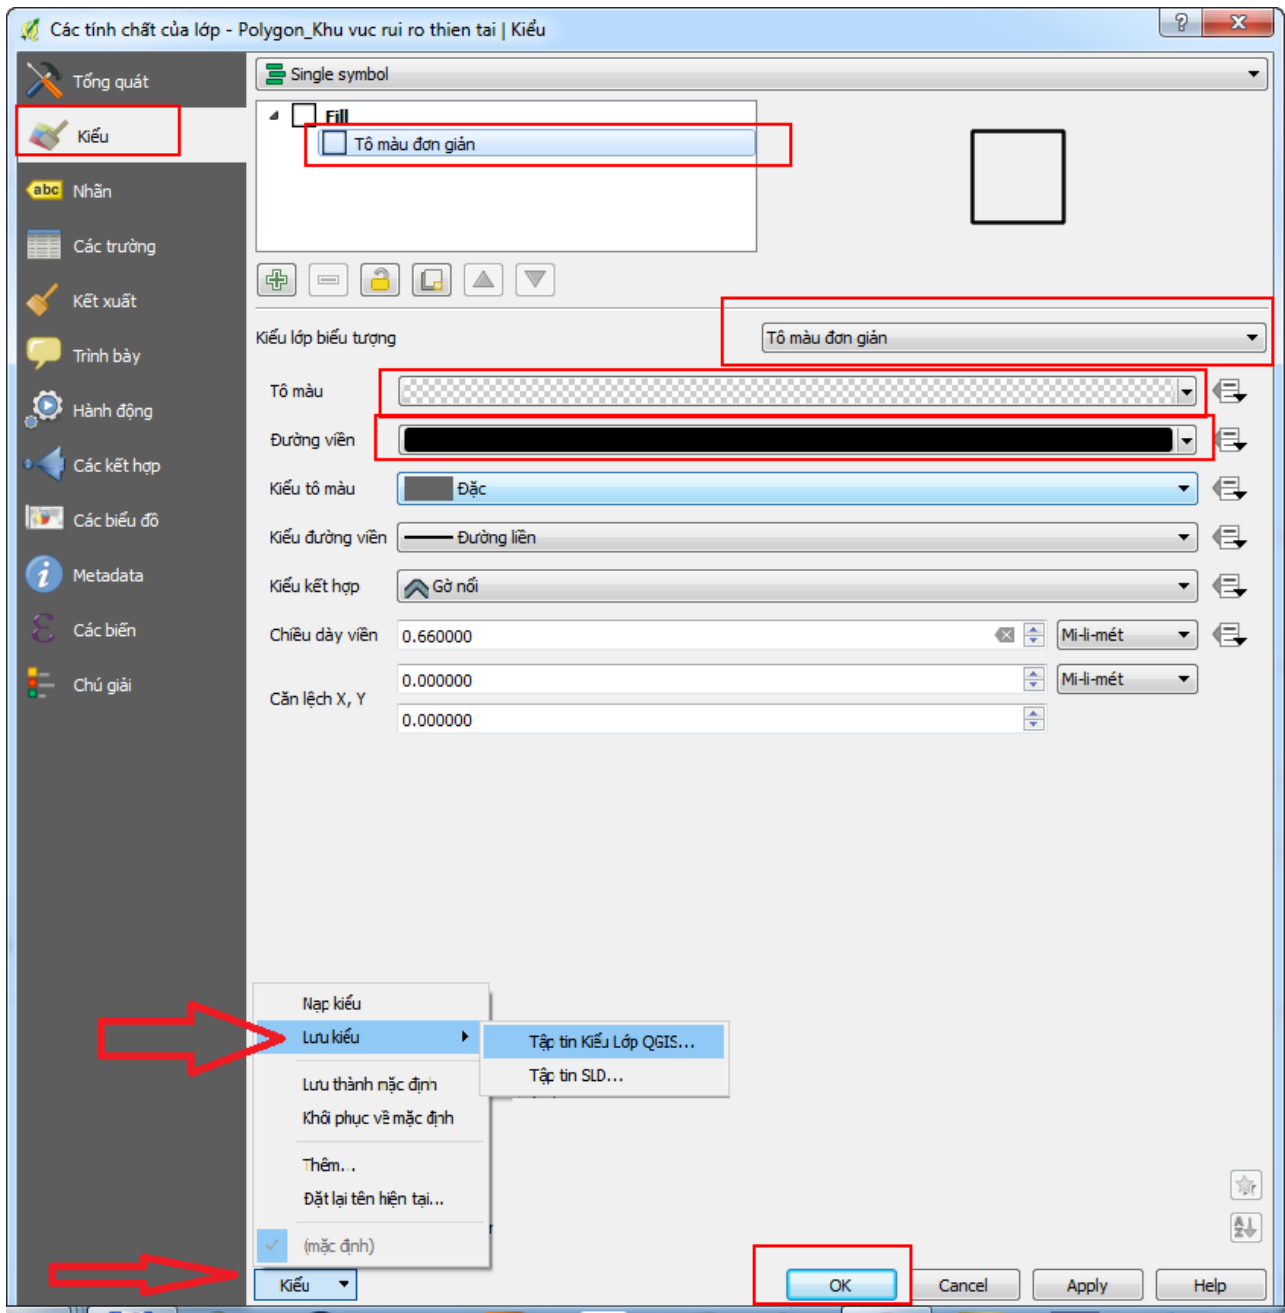 Các tính chất của lớp - Polygon_Khu vuc rui ro thien tai | Kiểu
Tổng quát
Kiểu
abc Nhãn
Các trường
Kết xuất
Trình bày
Hành động
Các kết hợp
Các biểu đồ
Metadata
Các biến
Chú giải
Single symbol
Fill
Tô màu đơn giản
Kiểu lớp biểu tượng
Tô màu đơn giản
Tô màu
Đường viền
Kiểu tô màu
Đặc
Kiểu đường viền
Đường liền
Kiểu kết hợp
Gờ nối
Chiều dày viền
0.660000
Mi-li-mét
Căn lệch X, Y
0.000000
Mi-li-mét
0.000000
Nạp kiểu
Lưu kiểu
Tập tin Kiểu Lớp QGIS...
Tập tin SLD...
Lưu thành mặc định
Khôi phục về mặc định
Thêm...
Đặt lại tên hiện tại...
(mặc định)
Kiểu
OK
Cancel
Apply
Help